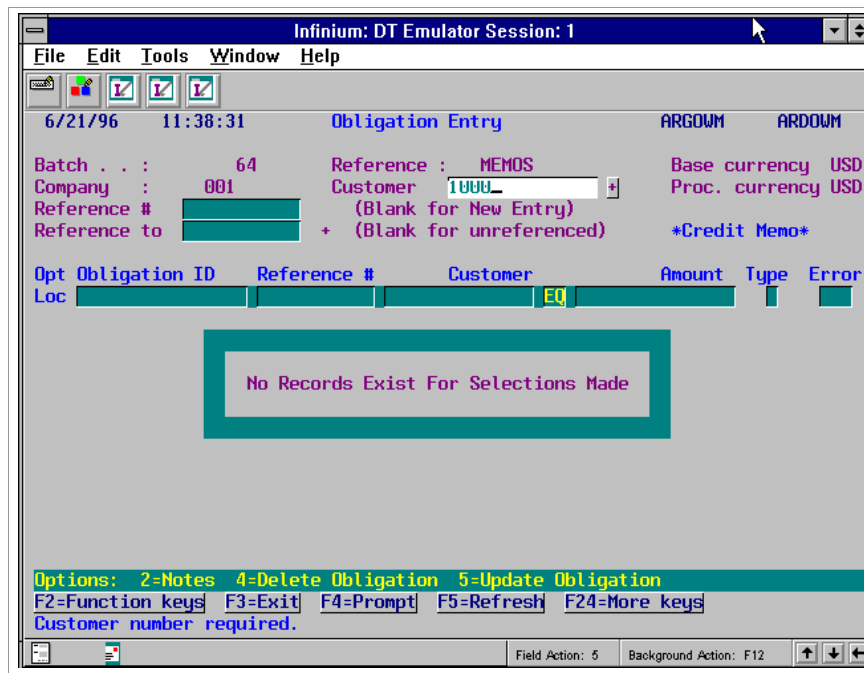 Infinium: DT Emulator Session: 1
File Edit Tools Window Help
6/21/96 11:38:31 Obligation Entry ARGOWM ARDOWM
Batch . . : 64 Reference : MEMOS Base currency USD
Company : 001 Customer 1000_ + Proc. currency USD
Reference # (Blank for New Entry)
Reference to + (Blank for unreferenced) *Credit Memo*
Opt Obligation ID Reference # Customer Amount Type Error
Loc EQ
No Records Exist For Selections Made
Options: 2=Notes 4=Delete Obligation 5=Update Obligation
F2=Function keys F3=Exit F4=Prompt F5=Refresh F24=More keys
Customer number required.
Field Action: 5 Background Action: F12